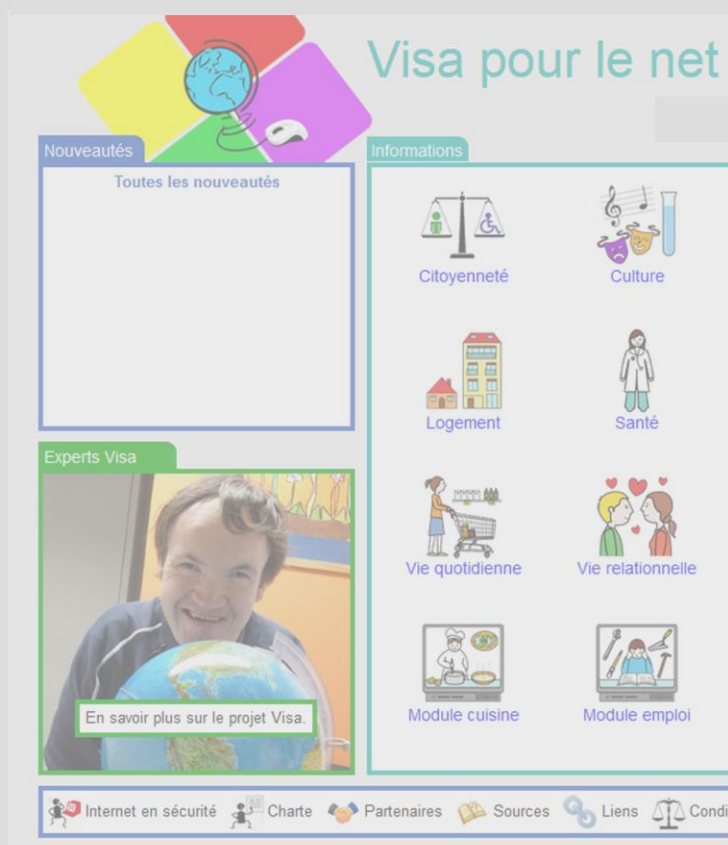 Visa pour le net
Nouveautés
Toutes les nouveautés
Informations
Citoyenneté
Culture
Logement
Santé
Vie quotidienne
Vie relationnelle
Module cuisine
Module emploi
Experts Visa
En savoir plus sur le projet Visa.
Internet en sécurité Charte Partenaires Sources Liens Condi